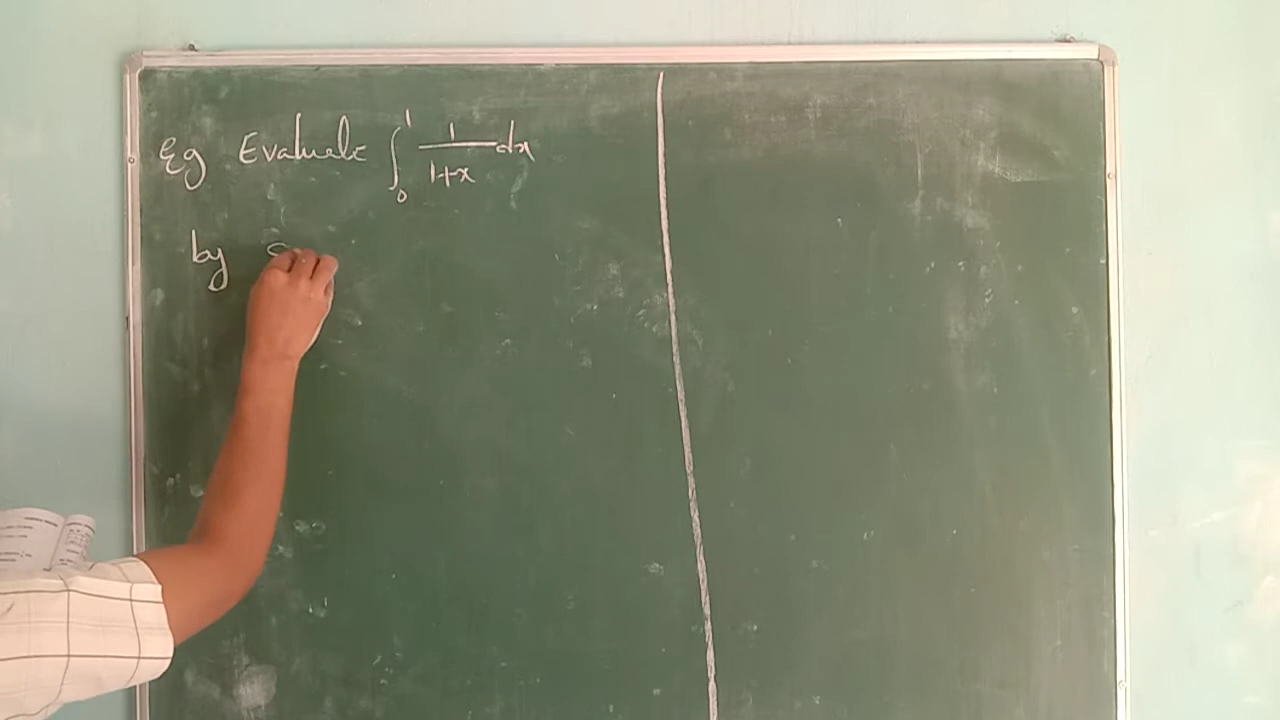 Eg Evaluate ∫₀¹ 1/(1+x) dx
by S